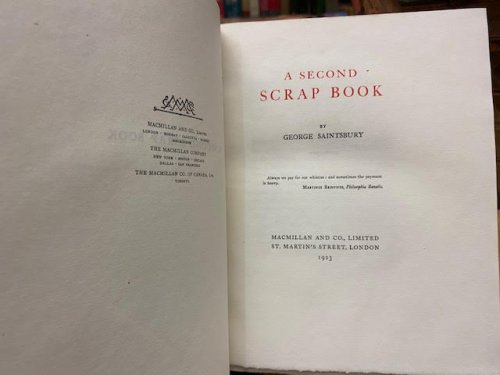 MACMILLAN AND CO., LIMITED
LONDON · BOMBAY · CALCUTTA · MADRAS
MELBOURNE
THE MACMILLAN COMPANY
NEW YORK · BOSTON · CHICAGO
DALLAS · SAN FRANCISCO
THE MACMILLAN CO. OF CANADA, LTD.
TORONTO
A SECOND
SCRAP BOOK
BY
GEORGE SAINTSBURY
Always we pay for our whistles: and sometimes the payment
is heavy.
Philosophia
MACMILLAN AND CO., LIMITED
ST. MARTIN'S STREET, LONDON
1923